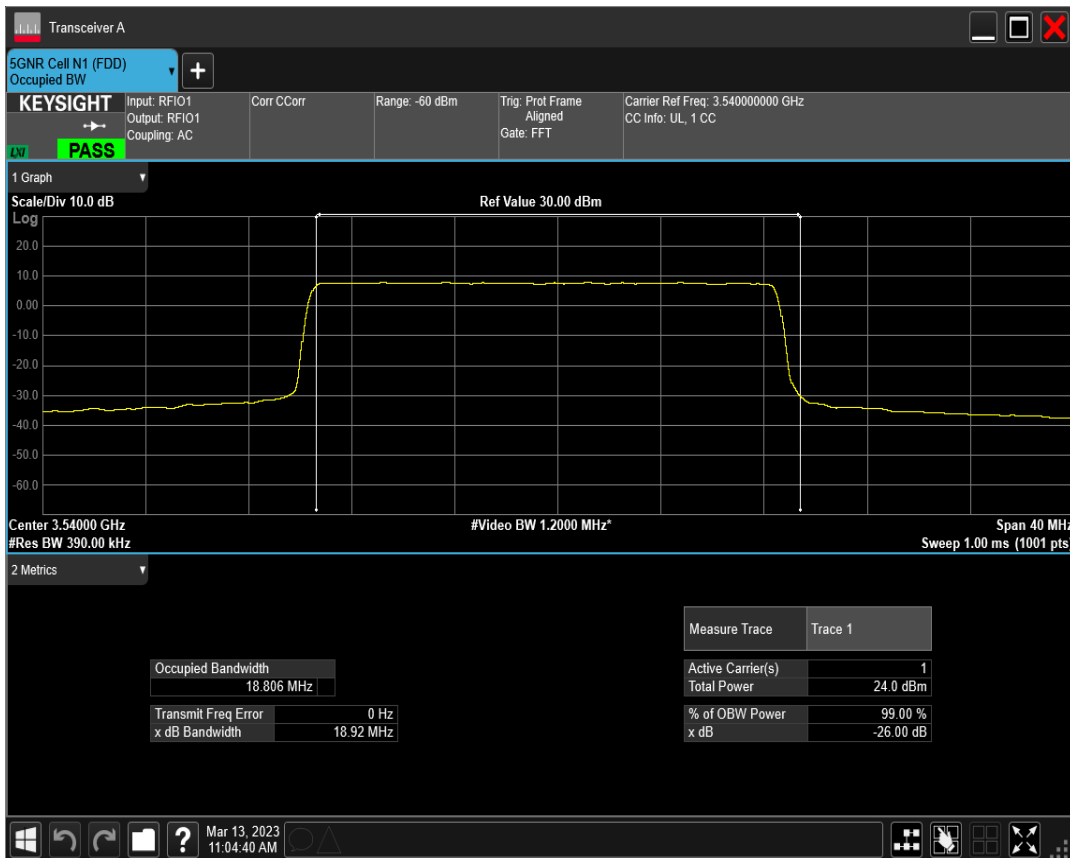 Transceiver A
5GNR Cell N1 (FDD)
Occupied BW
+
KEYSIGHT
LXI
PASS
Input: RFIO1
Output: RFIO1
Coupling: AC
Corr CCorr
Range: -60 dBm
Trig: Prot Frame
Aligned
Gate: FFT
Carrier Ref Freq: 3.540000000 GHz
CC Info: UL, 1 CC
1 Graph
Scale/Div 10.0 dB
Ref Value 30.00 dBm
Log
20.0
10.0
0.00
-10.0
-20.0
-30.0
-40.0
-50.0
-60.0
Center 3.54000 GHz
#Video BW 1.2000 MHz*
Span 40 MHz
#Res BW 390.00 kHz
Sweep 1.00 ms (1001 pts)
2 Metrics
Measure Trace Trace 1
Occupied Bandwidth
18.806 MHz
Active Carrier(s) 1
Total Power 24.0 dBm
Transmit Freq Error 0 Hz
x dB Bandwidth 18.92 MHz
% of OBW Power 99.00 %
x dB -26.00 dB
?
Mar 13, 2023
11:04:40 AM